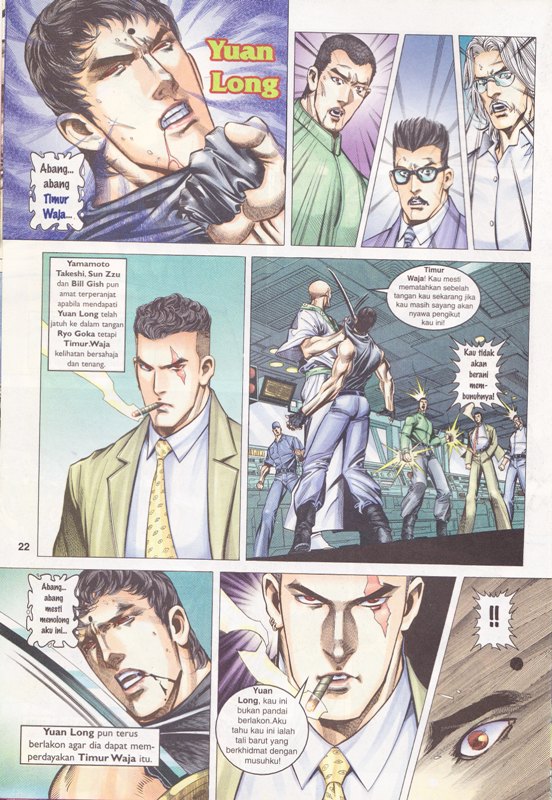 Yuan
Long
Abang...
abang
Timur
Waja...
Yamamoto
Takeshi, Sun Zzu
dan Bill Gish pun
amat terperanjat
apabila mendapati
Yuan Long telah
jatuh ke dalam tangan
Ryo Goka tetapi
Timur Waja
kelihatan bersahaja
dan tenang.
Timur
Waja! Kau mesti
mematahkan sebelah
tangan kau sekarang jika
kau masih sayang akan
nyawa pengikut
kau ini!
Kau tidak
akan
berani
mem-
bunuhnya!
22
Abang...
abang
mesti
menolong
aku ini...
Yuan Long pun terus
berlakon agar dia dapat mem-
perdayakan Timur Waja itu.
Yuan
Long, kau ini
bukan pandai
berlakon.Aku
tahu kau ini ialah
tali barut yang
berkhidmat dengan
musuhku!
!!